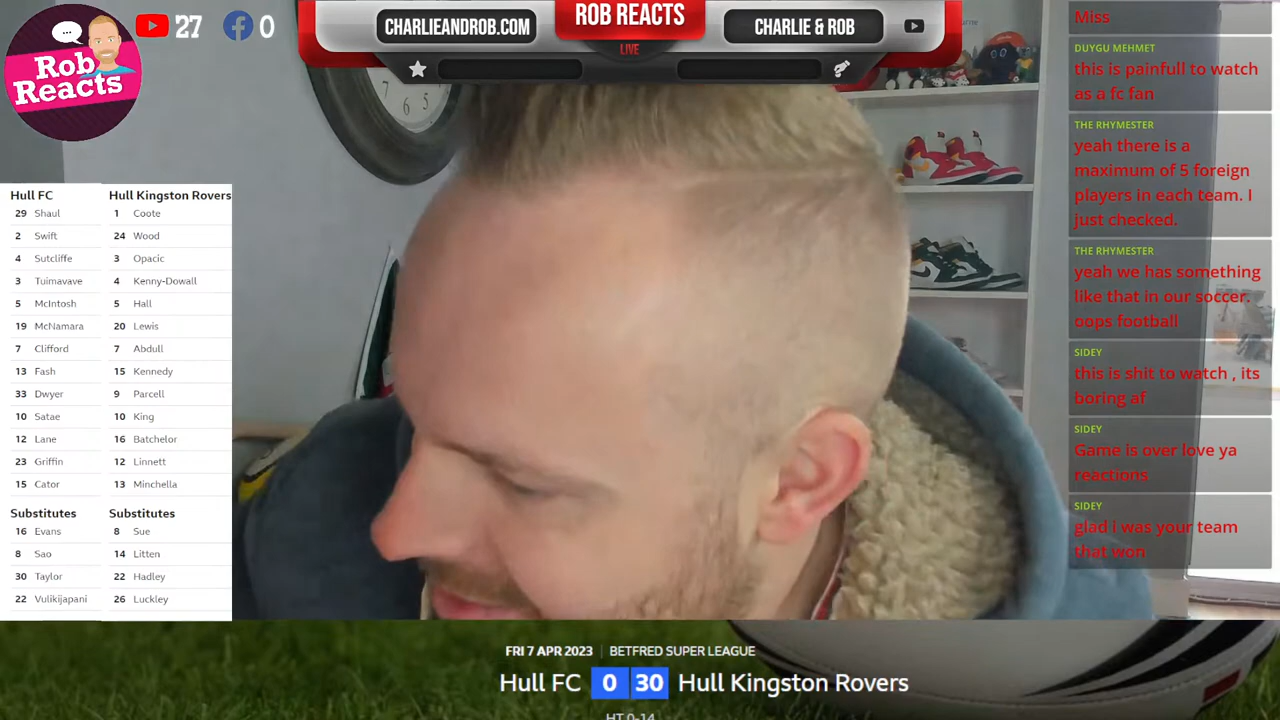 27
0
Rob
Reacts
CHARLIEANDROB.COM
ROB REACTS
LIVE
CHARLIE & ROB
Hull FC
29 Shaul
2 Swift
4 Sutcliffe
3 Tuimavave
5 McIntosh
19 McNamara
7 Clifford
13 Fash
33 Dwyer
10 Satae
12 Lane
23 Griffin
15 Cator
Substitutes
16 Evans
8 Sao
30 Taylor
22 Vulikijapani
Hull Kingston Rovers
1 Coote
24 Wood
3 Opacic
4 Kenny-Dowall
5 Hall
20 Lewis
7 Abdull
15 Kennedy
9 Parcell
10 King
16 Batchelor
12 Linnett
13 Minchella
Substitutes
8 Sue
14 Litten
22 Hadley
26 Luckley
7
6
5
Miss
DUYGU MEHMET
this is painfull to watch
as a fc fan
THE RHYMESTER
yeah there is a
maximum of 5 foreign
players in each team. I
just checked.
THE RHYMESTER
yeah we has something
like that in our soccer.
oops football
SIDEY
this is shit to watch , its
boring af
SIDEY
Game is over love ya
reactions
SIDEY
glad I was your team
that won
FRI 7 APR 2023 | BETFRED SUPER LEAGUE
Hull FC 0 30 Hull Kingston Rovers
HT 0-14